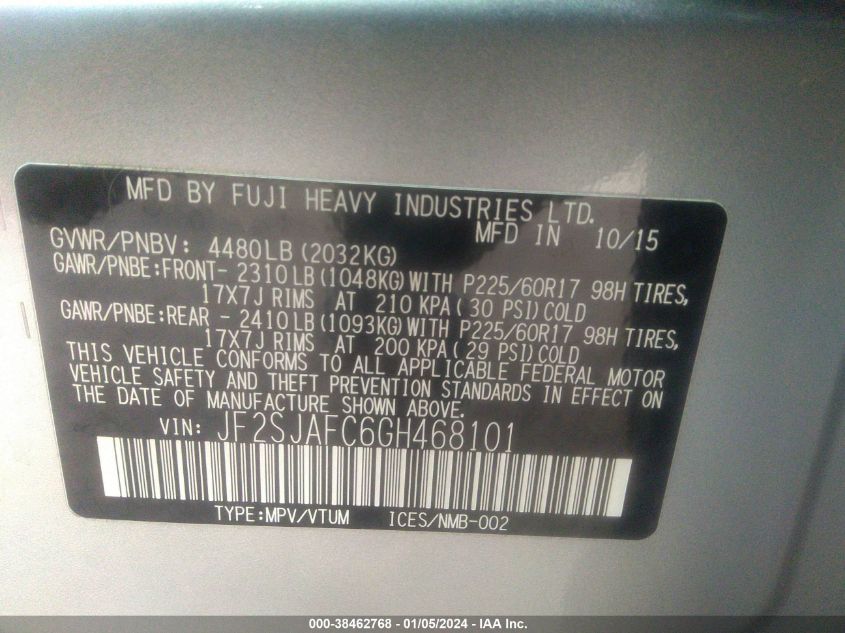 MFD BY FUJI HEAVY INDUSTRIES LTD.
MFD IN 10/15
GVWR/PNBV: 4480LB (2032KG)
GAWR/PNBE:FRONT- 2310LB (1048KG) WITH P225/60R17 98H TIRES,
17X7J RIMS AT 210 KPA ( 30 PSI) COLD
GAWR/PNBE:REAR - 2410LB (1093KG) WITH P225/60R17 98H TIRES,
17X7J RIMS AT 200 KPA ( 29 PSI) COLD
THIS VEHICLE CONFORMS TO ALL APPLICABLE FEDERAL MOTOR
VEHICLE SAFETY AND THEFT PREVENTION STANDARDS IN EFFECT ON
THE DATE OF MANUFACTURE SHOWN ABOVE.
VIN: JF2SJAFC6GH468101
TYPE:MPV/VTUM ICES/NMB-002
000-38462768 - 01/05/2024 - IAA Inc.